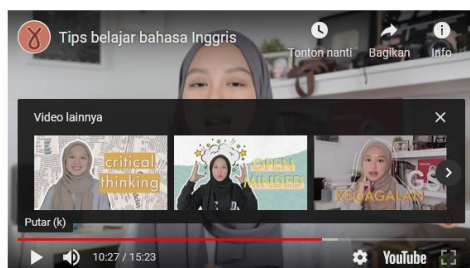 Tips belajar bahasa Inggris
Tonton nanti
Bagikan
Info
Video lainnya
critical
thinking
OPEN
MINDED
KEGAGALAN
Putar (k)
10:27 / 15:23
YouTube